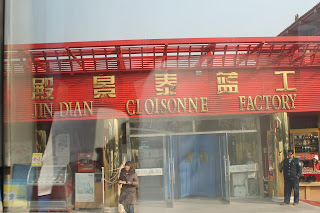 殿景泰蓝工
JIN DIAN CLOISONNE FACTORY